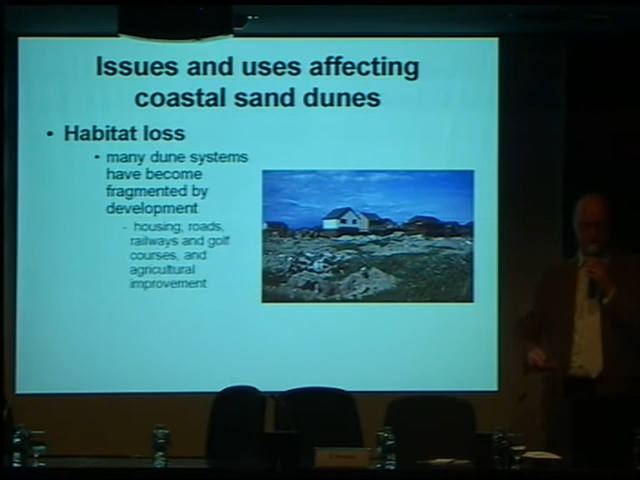 Issues and uses affecting
coastal sand dunes
• Habitat loss
• many dune systems
have become
fragmented by
development
- housing, roads,
railways and golf
courses, and
agricultural
improvement